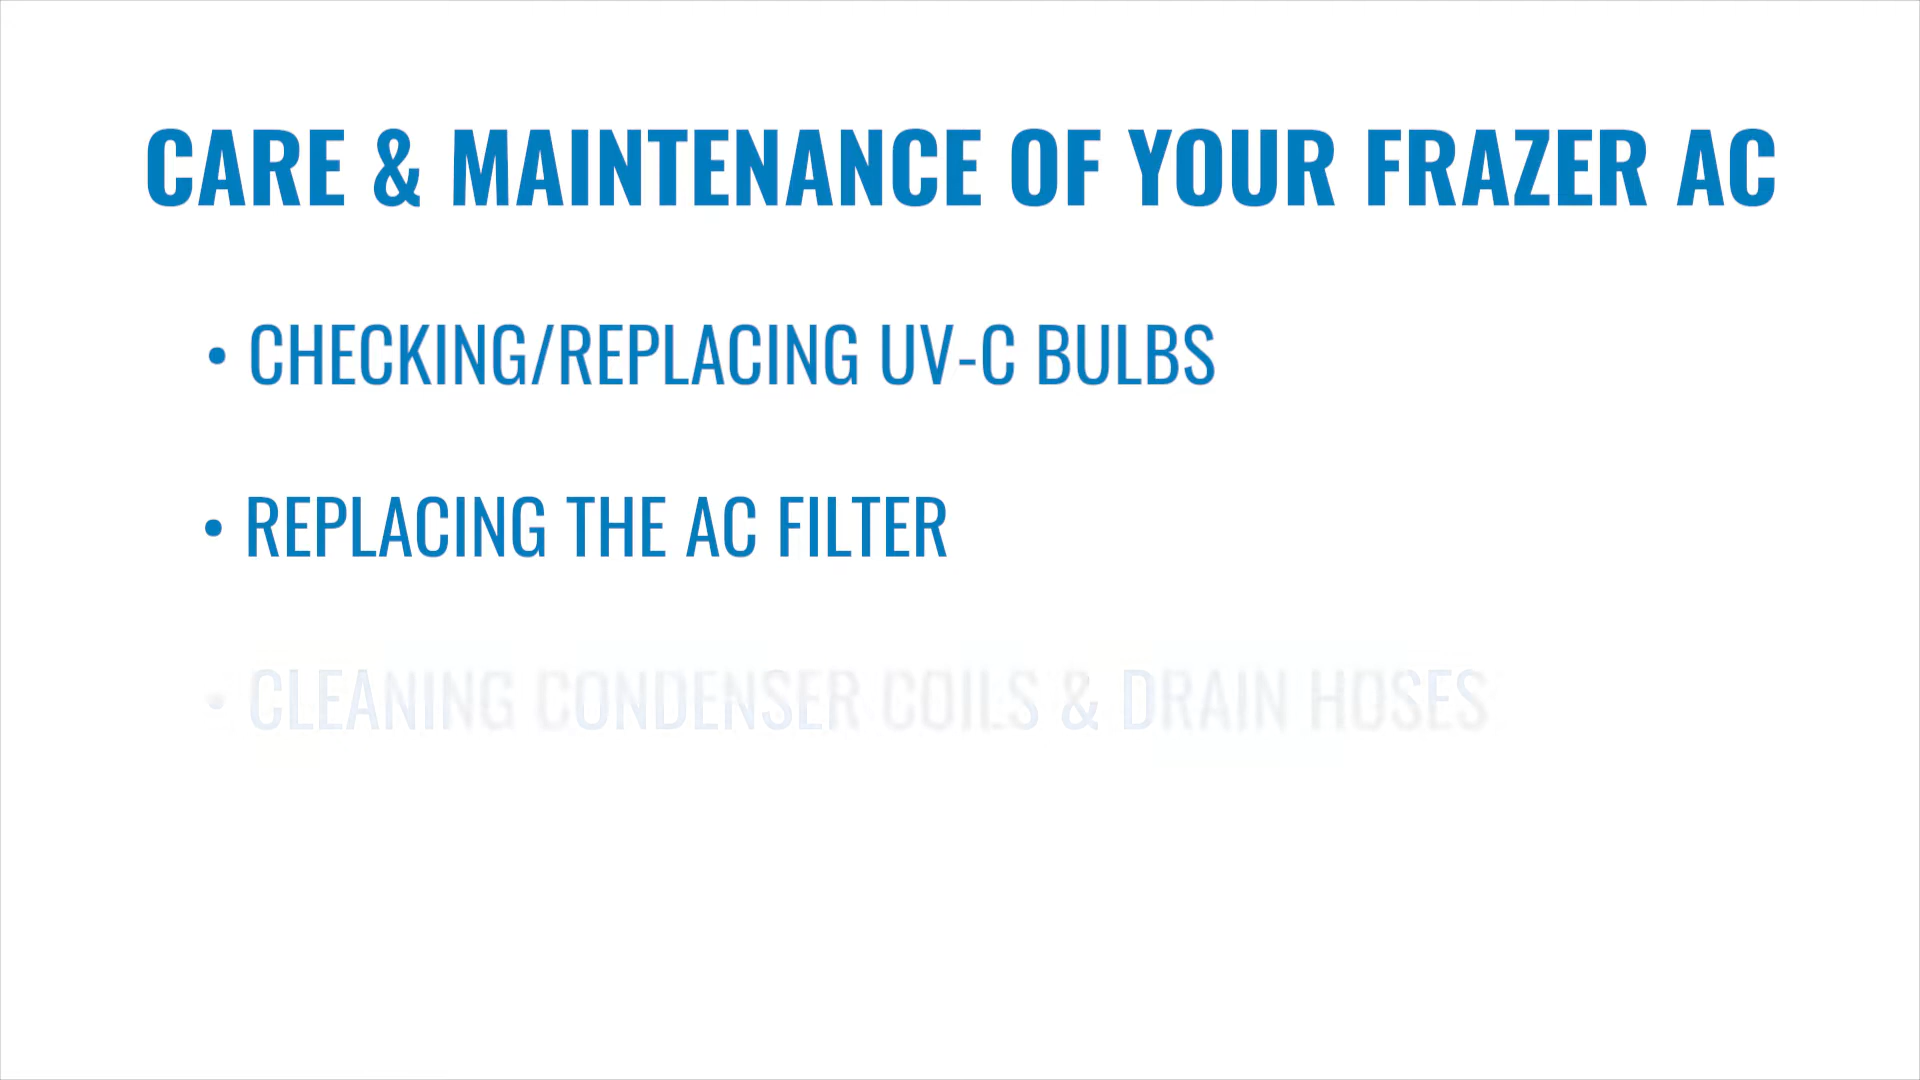 CARE & MAINTENANCE OF YOUR FRAZER AC
• CHECKING/REPLACING UV-C BULBS
• REPLACING THE AC FILTER
• CLEANING CONDENSER COILS & DRAIN HOSES